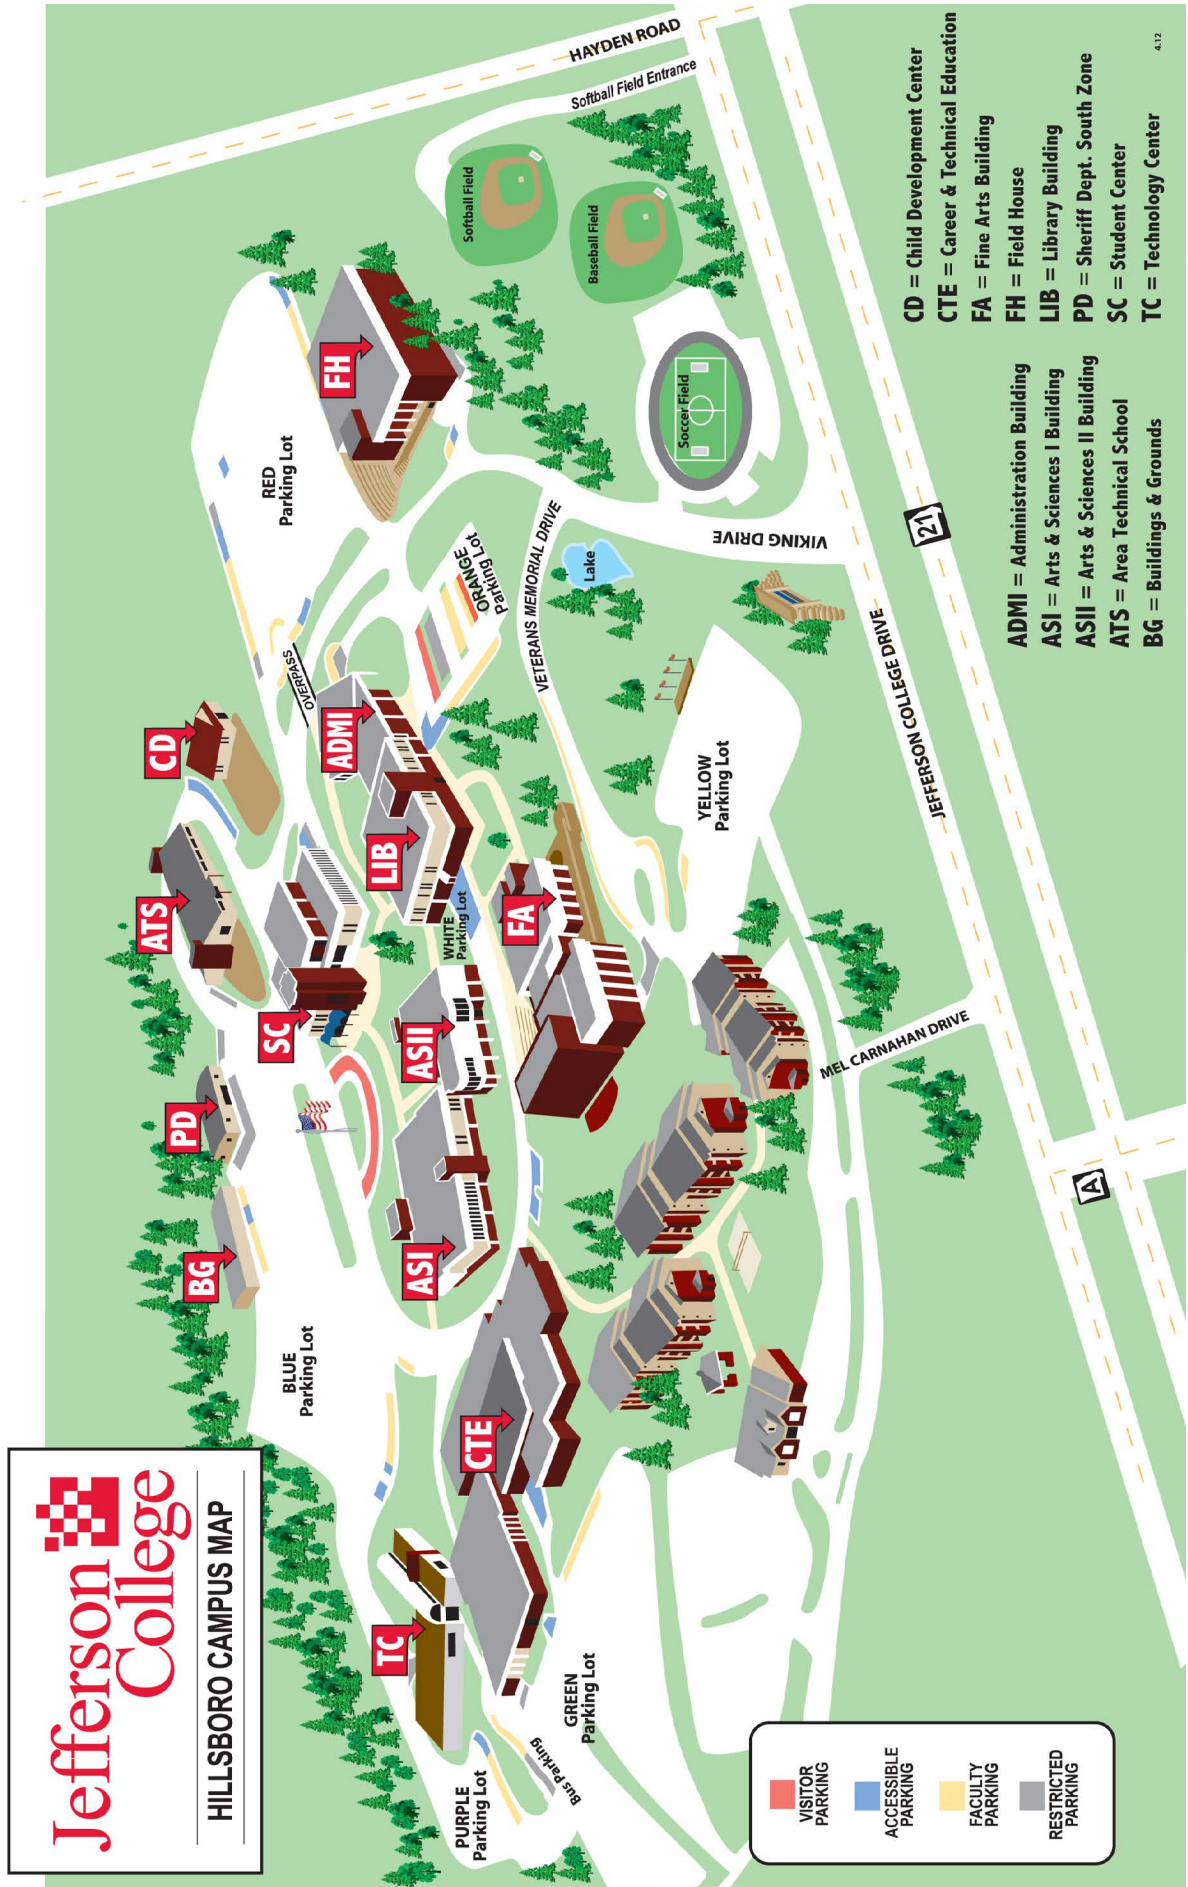 Jefferson
College
HILLSBORO CAMPUS MAP
HAYDEN ROAD
Softball Field Entrance
Softball Field
Baseball Field
Soccer Field
FH
RED
Parking Lot
ORANGE
Parking Lot
VETERANS MEMORIAL DRIVE
VIKING DRIVE
Lake
21
JEFFERSON COLLEGE DRIVE
OVERPASS
CD
ADMI
LIB
ATS
SC
WHITE
Parking Lot
FA
YELLOW
Parking Lot
ASII
PD
BG
ASI
MEL CARNAHAN DRIVE
A
BLUE
Parking Lot
CTE
TC
GREEN
Parking Lot
Bus Parking
PURPLE
Parking Lot
VISITOR
PARKING
ACCESSIBLE
PARKING
FACULTY
PARKING
RESTRICTED
PARKING
ADMI = Administration Building
ASI = Arts & Sciences I Building
ASII = Arts & Sciences II Building
ATS = Area Technical School
BG = Buildings & Grounds
CD = Child Development Center
CTE = Career & Technical Education
FA = Fine Arts Building
FH = Field House
LIB = Library Building
PD = Sheriff Dept. South Zone
SC = Student Center
TC = Technology Center
4.12